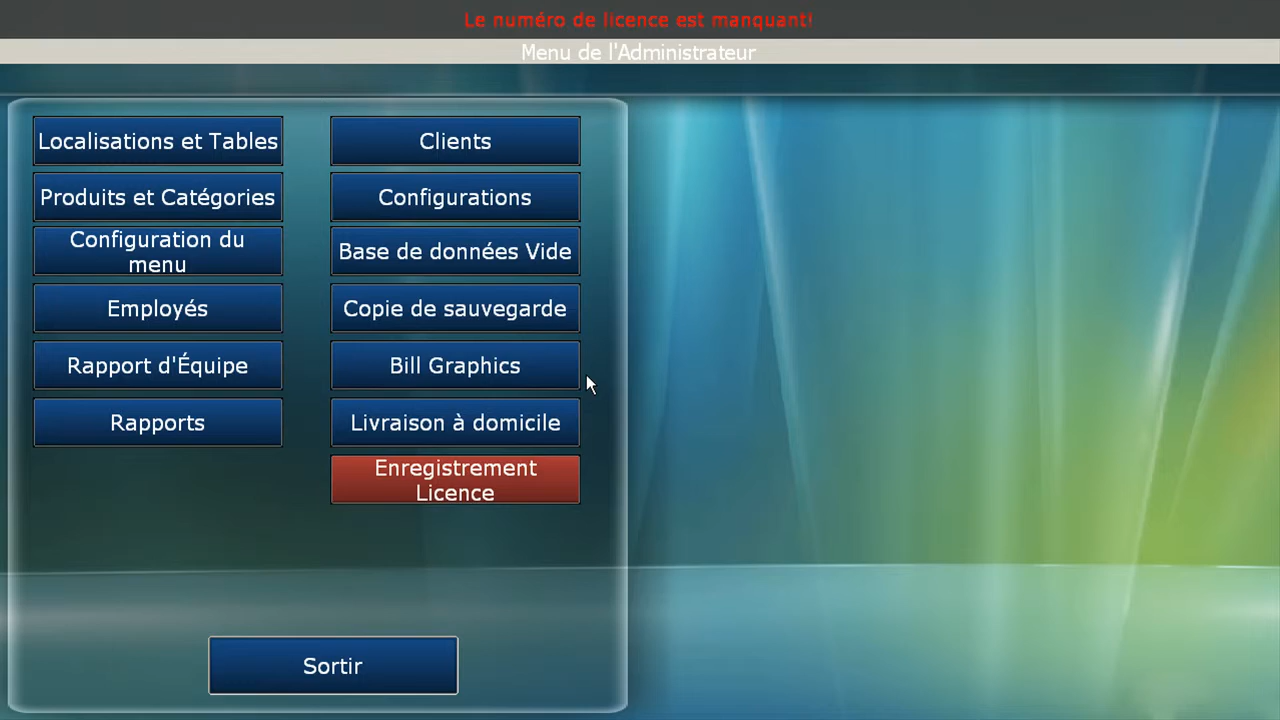 Le numéro de licence est manquant!
Menu de l'Administrateur
Localisations et Tables
Produits et Catégories
Configuration du
menu
Employés
Rapport d'Équipe
Rapports
Clients
Configurations
Base de données Vide
Copie de sauvegarde
Bill Graphics
Livraison à domicile
Enregistrement
Licence
Sortir